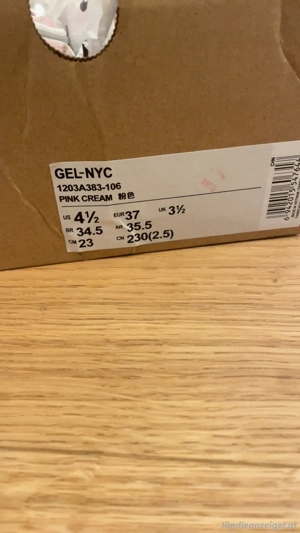 GEL-NYC
1203A383-106
PINK CREAM 粉色
US 4½ EUR 37 UK 3½
BR 34.5 AR 35.5
CM 23 CN 230(2.5)